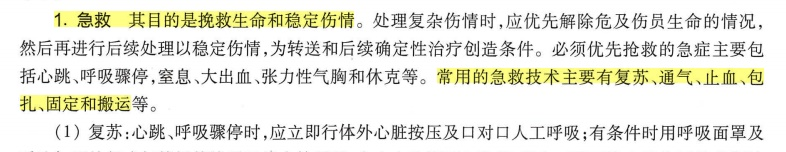 1. 急救　其目的是挽救生命和稳定伤情。处理复杂伤情时,应优先解除危及伤员生命的情况,
然后再进行后续处理以稳定伤情,为转送和后续确定性治疗创造条件。必须优先抢救的急症主要包
括心跳、呼吸骤停,窒息、大出血、张力性气胸和休克等。常用的急救技术主要有复苏、通气、止血、包
扎、固定和搬运等。
(1) 复苏:心跳、呼吸骤停时,应立即行体外心脏按压及口对口人工呼吸;有条件时用呼吸面罩及